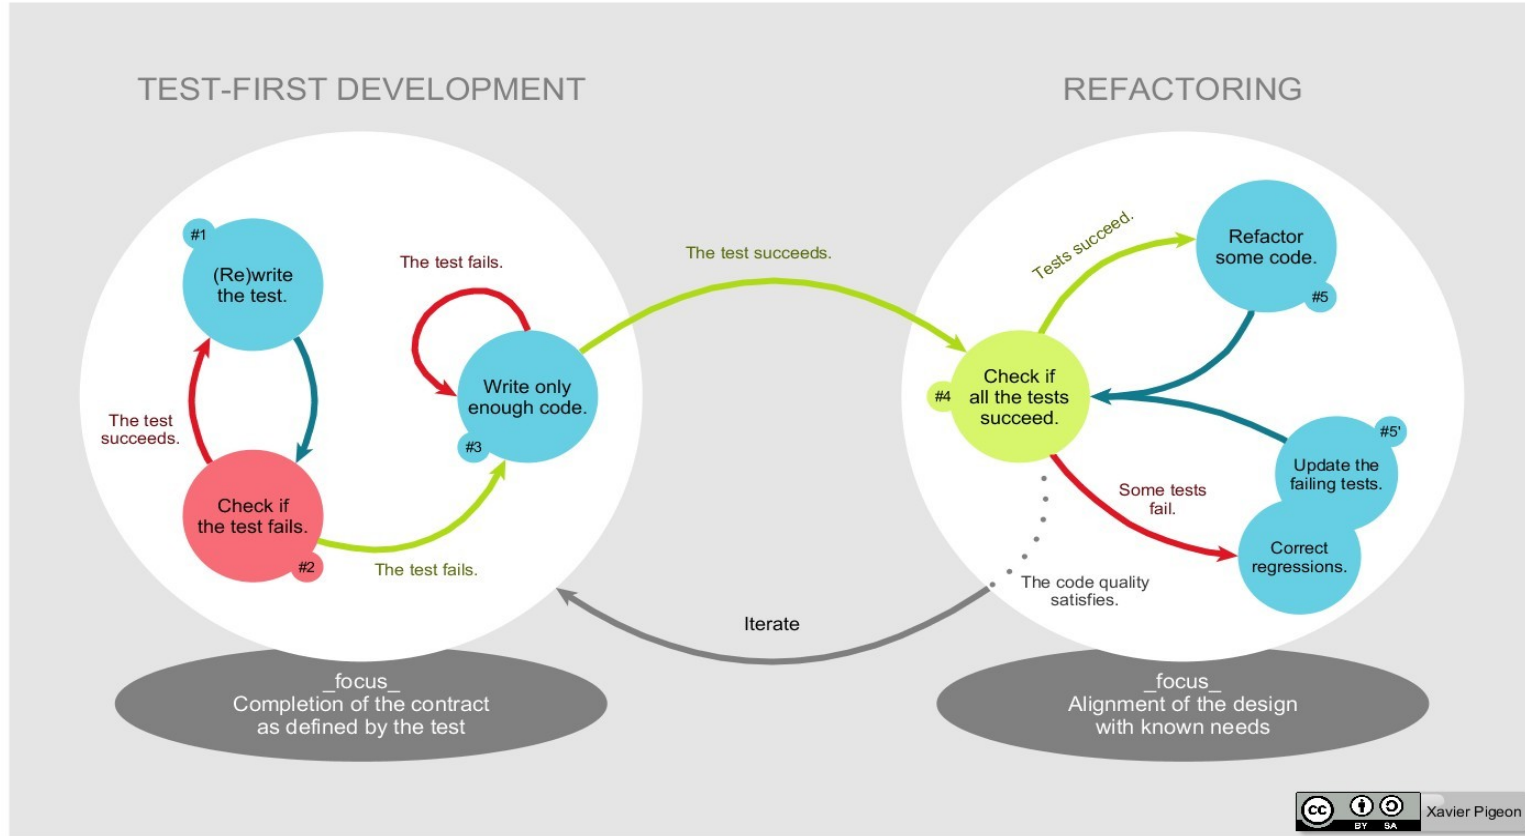 TEST-FIRST DEVELOPMENT
REFACTORING
#1
(Re)write
the test.
The test
succeeds.
Check if
the test fails.
#2
The test fails.
The test fails.
Write only
enough code.
#3
The test succeeds.
#4
Check if
all the tests
succeed.
Tests succeed.
Refactor
some code.
#5
Some tests
fail.
#5'
Update the
failing tests.
Correct
regressions.
The code quality
satisfies.
Iterate
_focus_
Completion of the contract
as defined by the test
_focus_
Alignment of the design
with known needs
cc
BY SA
Xavier Pigeon